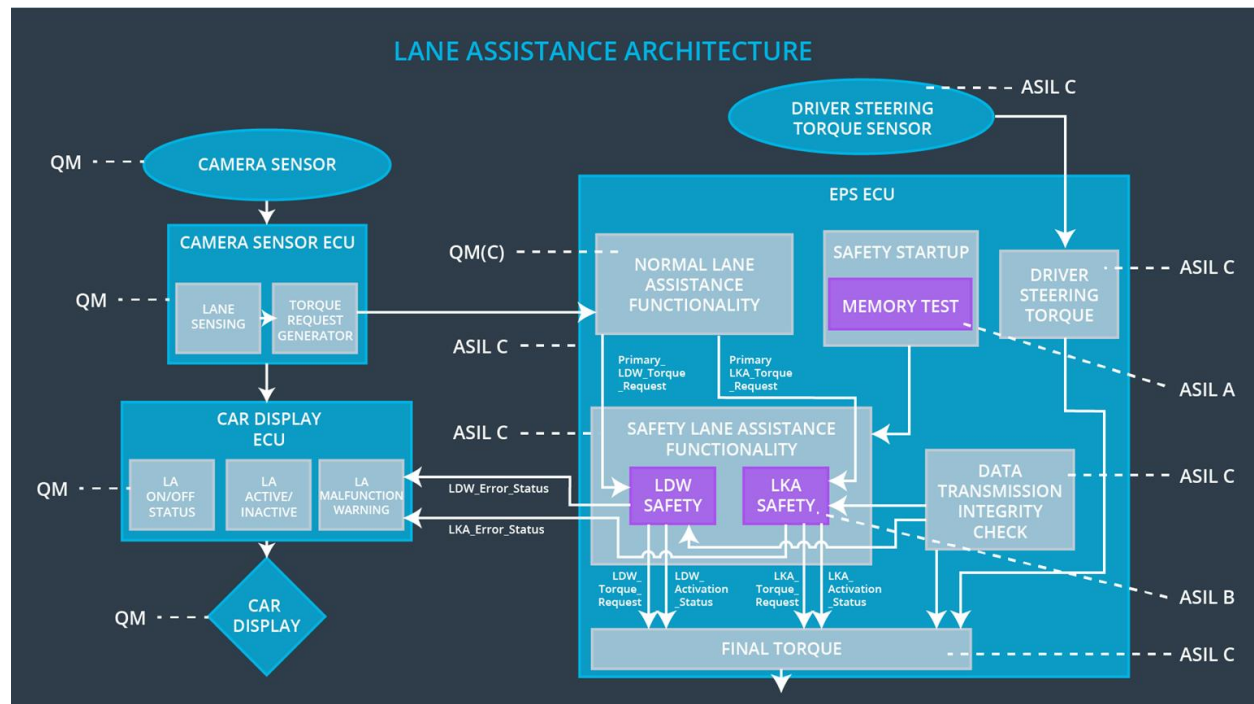 LANE ASSISTANCE ARCHITECTURE
ASIL C
DRIVER STEERING
TORQUE SENSOR
QM
CAMERA SENSOR
EPS ECU
CAMERA SENSOR ECU
QM
LANE
SENSING
TORQUE
REQUEST
GENERATOR
QM(C)
NORMAL LANE
ASSISTANCE
FUNCTIONALITY
SAFETY STARTUP
MEMORY TEST
DRIVER
STEERING
TORQUE
ASIL C
ASIL C
Primary_
LDW_Torque
_Request
Primary
LKA_Torque
_Request
ASIL A
CAR DISPLAY
ECU
QM
LA
ON/OFF
STATUS
LA
ACTIVE/
INACTIVE
LA
MALFUNCTION
WARNING
LDW_Error_Status
LKA_Error_Status
ASIL C
SAFETY LANE ASSISTANCE
FUNCTIONALITY
LDW
SAFETY
LKA
SAFETY
DATA
TRANSMISSION
INTEGRITY
CHECK
ASIL C
LDW_
Torque_
Request
LDW_
Activation
_Status
LKA_
Torque_
Request
LKA_
Activation
_Status
ASIL B
QM
CAR
DISPLAY
FINAL TORQUE
ASIL C